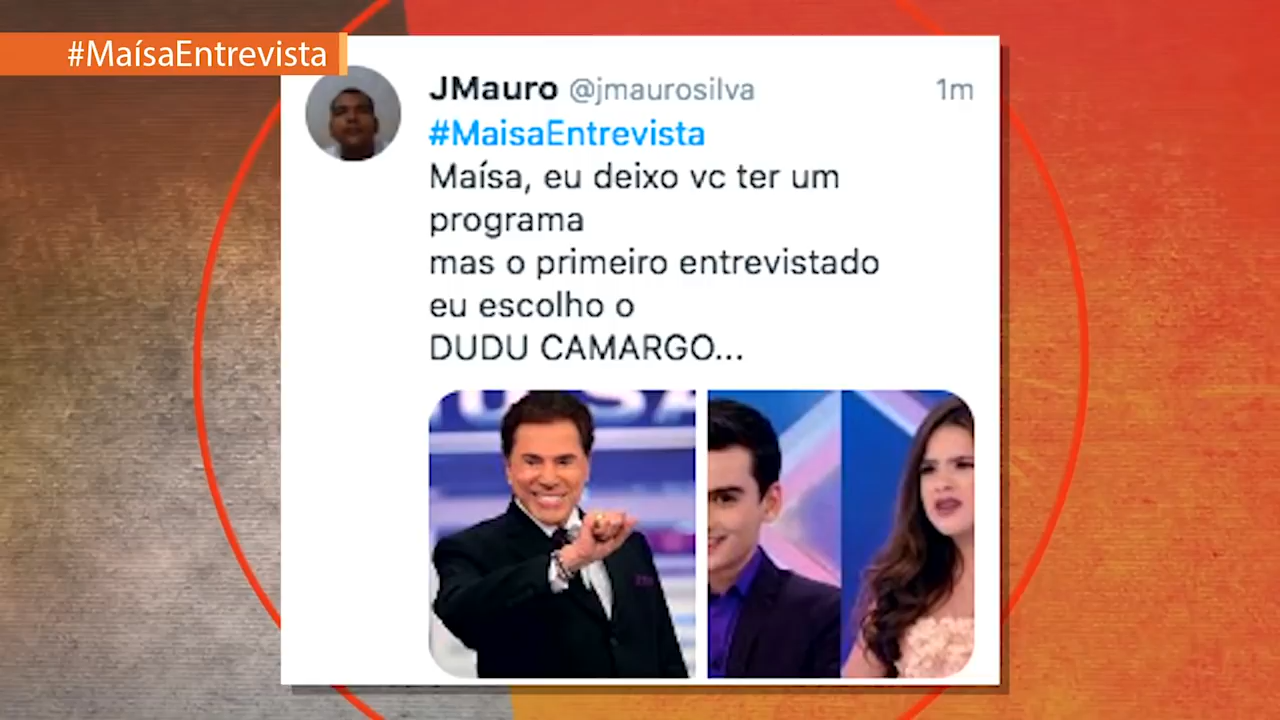 #MaísaEntrevista
JMauro @jmaurosilva 1m
#MaisaEntrevista
Maísa, eu deixo vc ter um
programa
mas o primeiro entrevistado
eu escolho o
DUDU CAMARGO...